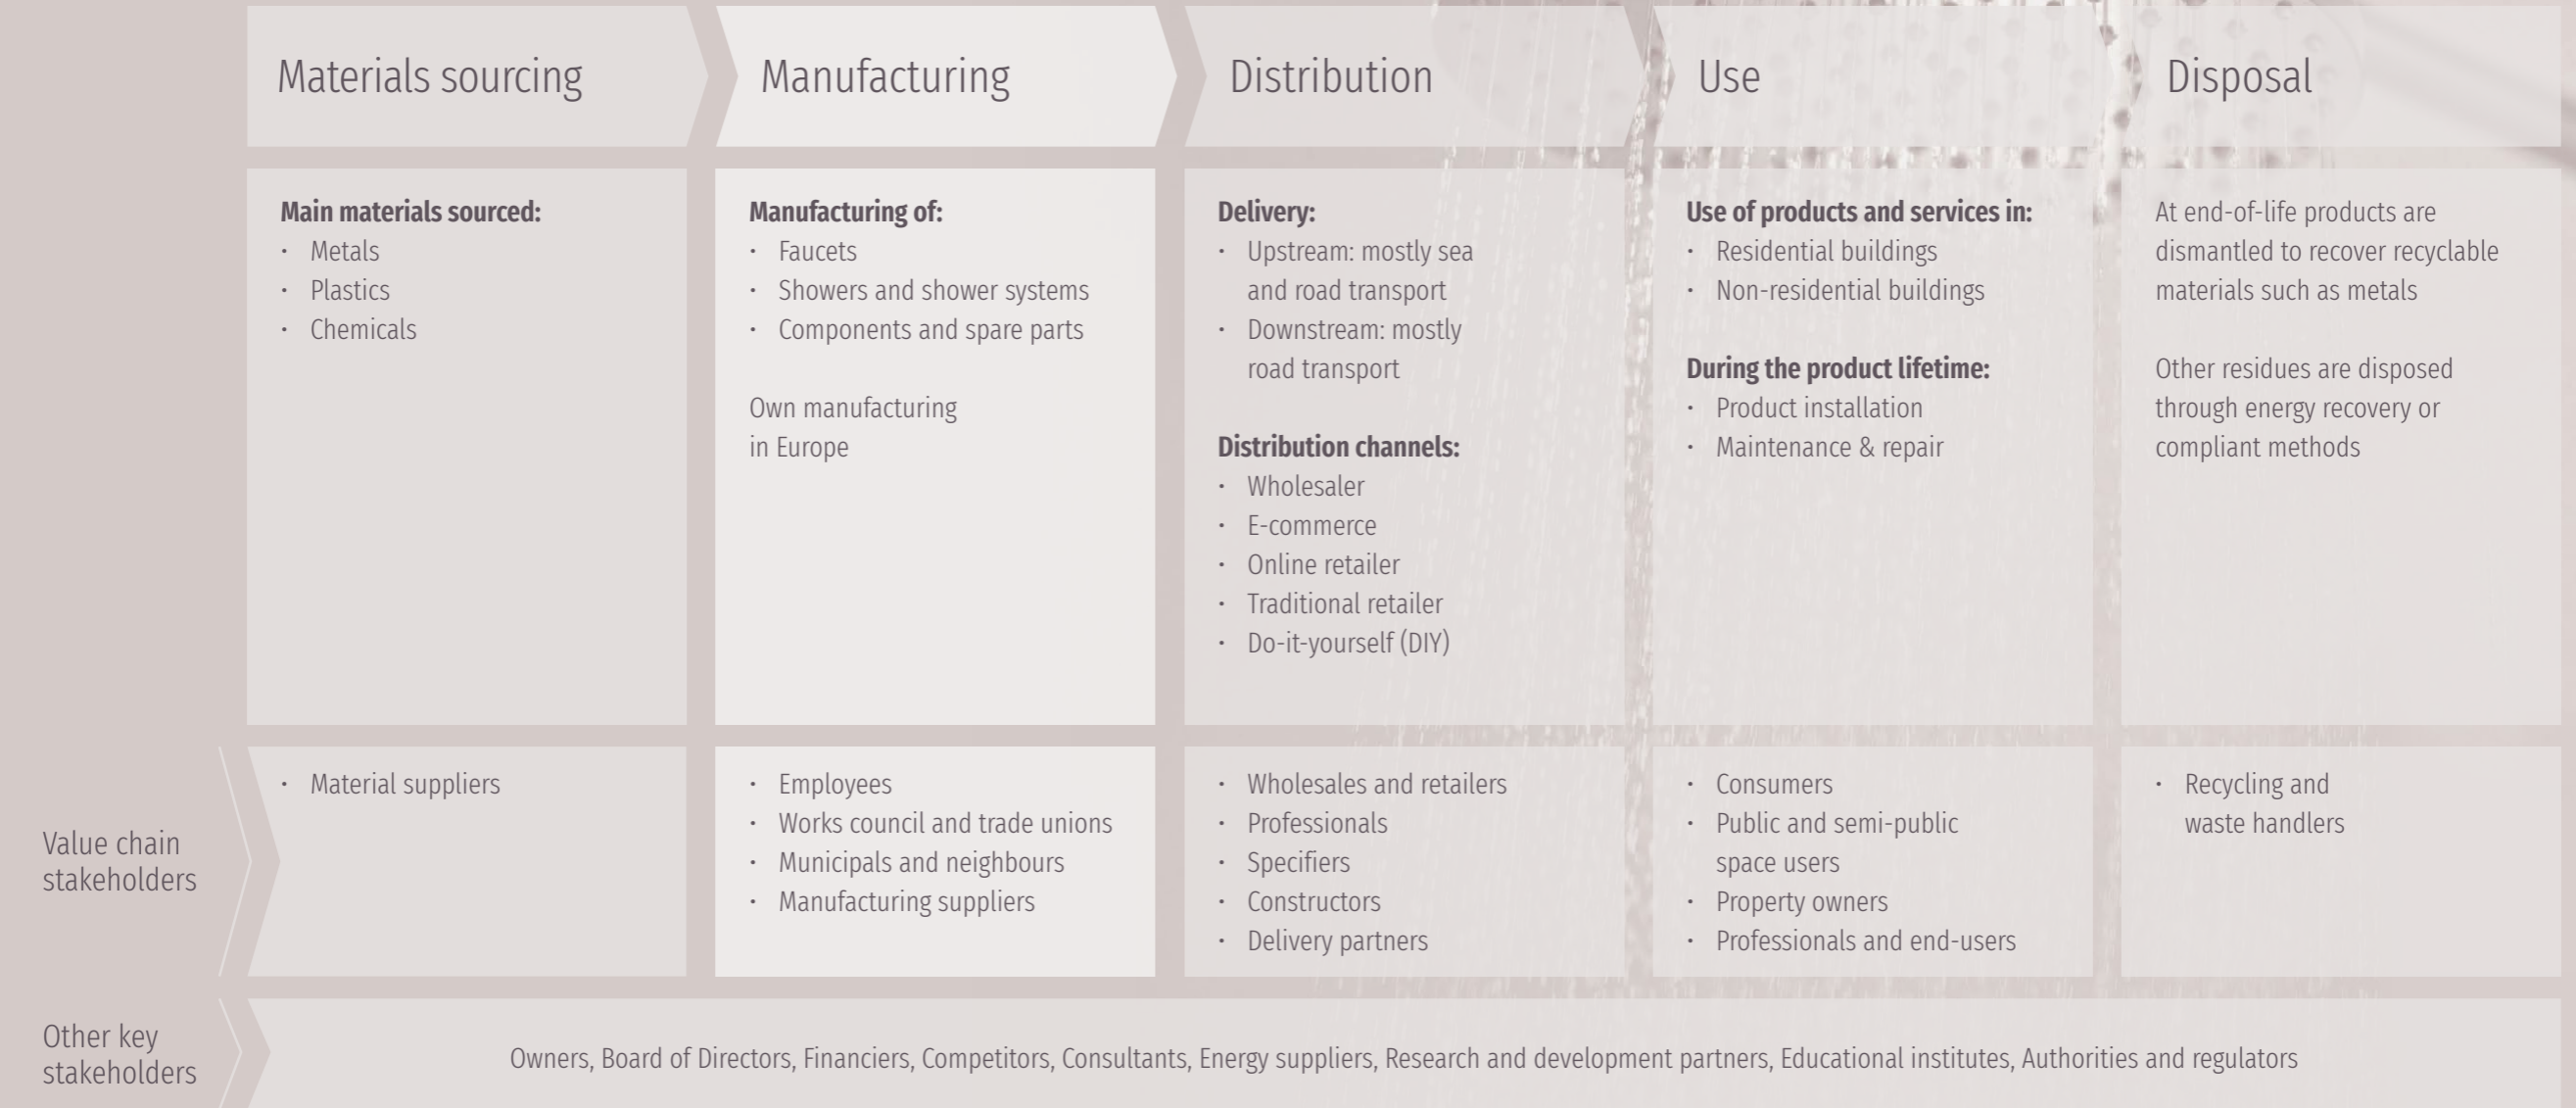 Materials sourcing
Manufacturing
Distribution
Use
Disposal
Main materials sourced:
• Metals
• Plastics
• Chemicals
Manufacturing of:
• Faucets
• Showers and shower systems
• Components and spare parts
Own manufacturing
in Europe
Delivery:
• Upstream: mostly sea
and road transport
• Downstream: mostly
road transport
Distribution channels:
• Wholesaler
• E-commerce
• Online retailer
• Traditional retailer
• Do-it-yourself (DIY)
Use of products and services in:
• Residential buildings
• Non-residential buildings
During the product lifetime:
• Product installation
• Maintenance & repair
At end-of-life products are
dismantled to recover recyclable
materials such as metals
Other residues are disposed
through energy recovery or
compliant methods
Value chain
stakeholders
• Material suppliers
• Employees
• Works council and trade unions
• Municipals and neighbours
• Manufacturing suppliers
• Wholesales and retailers
• Professionals
• Specifiers
• Constructors
• Delivery partners
• Consumers
• Public and semi-public
space users
• Property owners
• Professionals and end-users
• Recycling and
waste handlers
Other key
stakeholders
Owners, Board of Directors, Financiers, Competitors, Consultants, Energy suppliers, Research and development partners, Educational institutes, Authorities and regulators